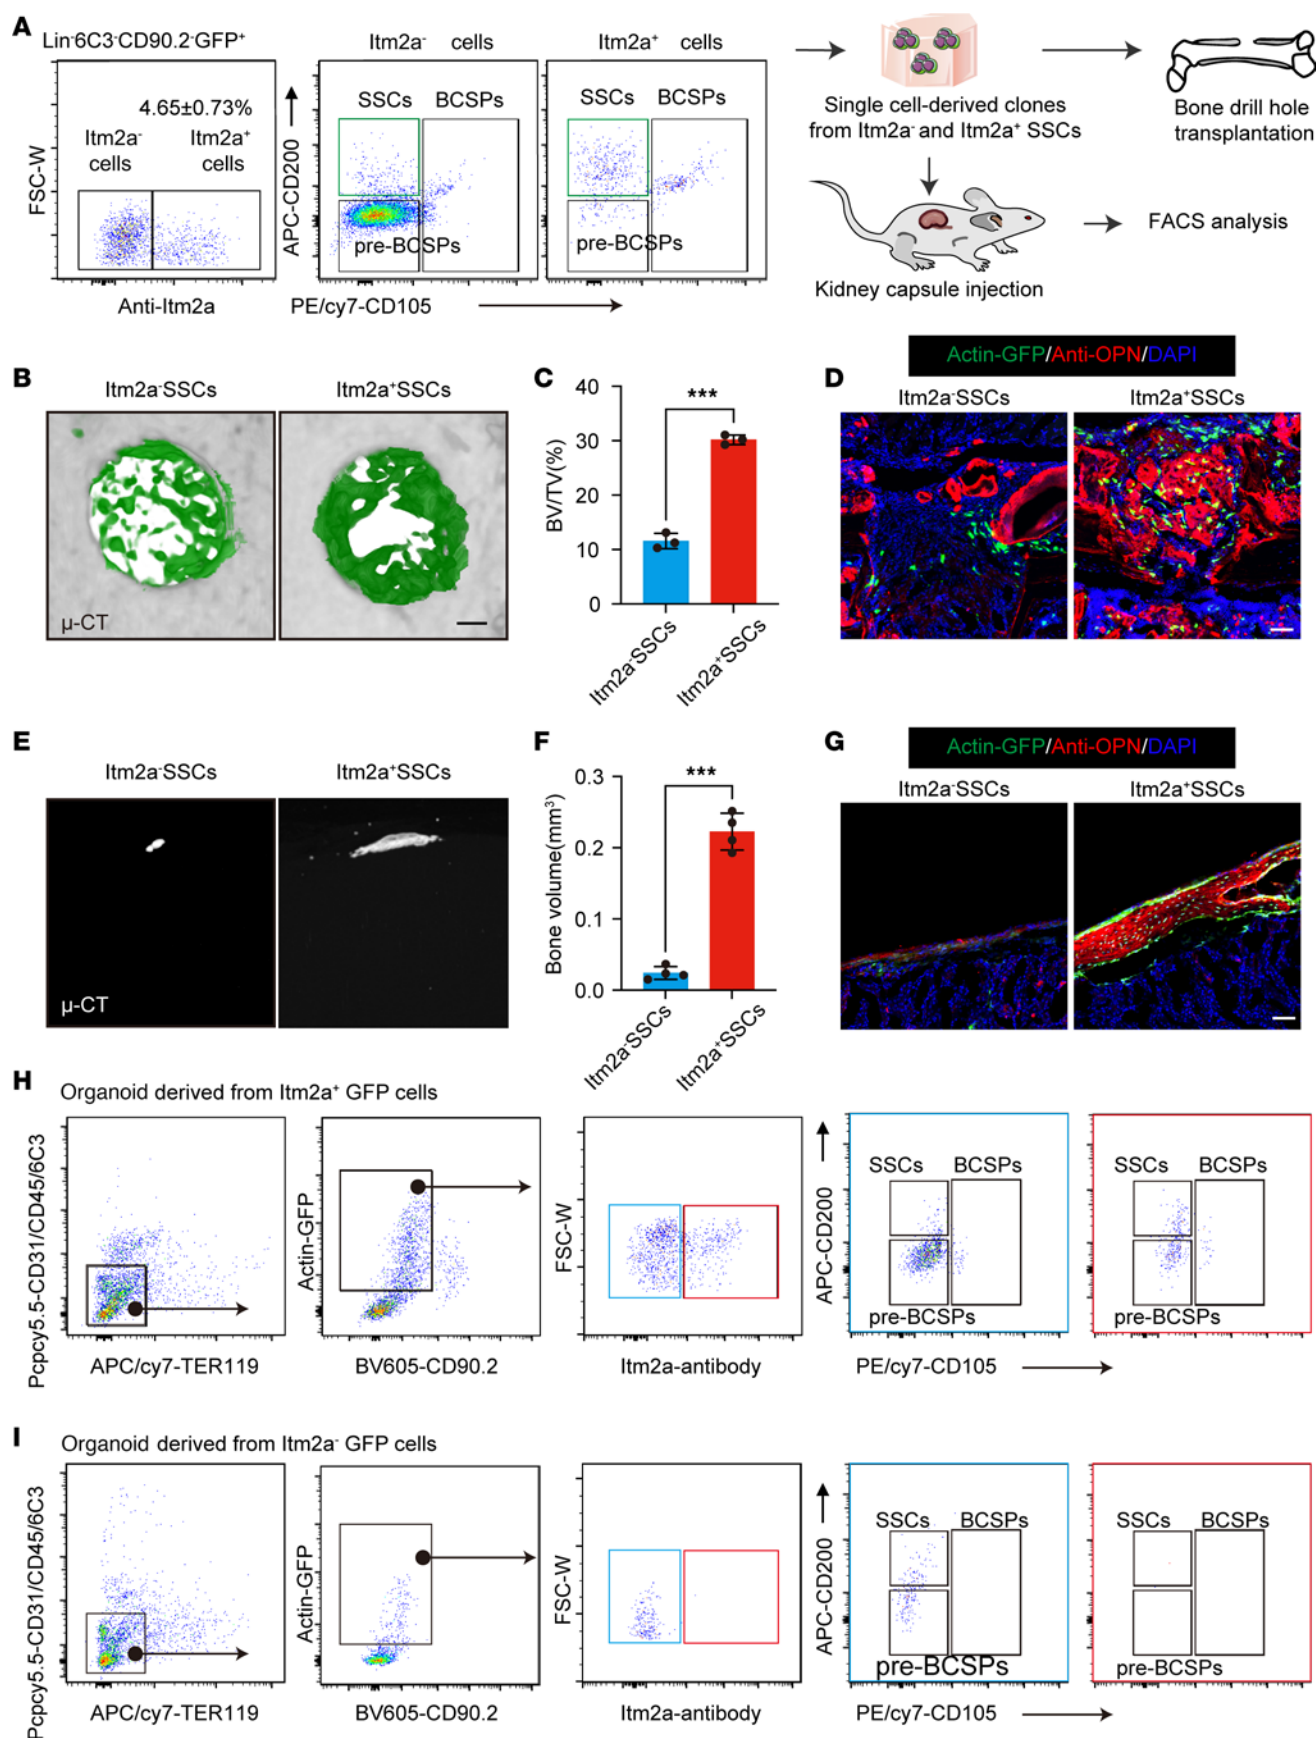 A
Lin⁻6C3⁻CD90.2⁻GFP⁺
4.65±0.73%
Itm2a⁻
cells
Itm2a⁺
cells
FSC-W
Anti-Itm2a
Itm2a⁻ cells
Itm2a⁺ cells
SSCs
BCSPs
pre-BCSPs
SSCs
BCSPs
pre-BCSPs
APC-CD200
PE/cy7-CD105
Single cell-derived clones
from Itm2a⁻ and Itm2a⁺ SSCs
Bone drill hole
transplantation
FACS analysis
Kidney capsule injection
B
Itm2a⁻SSCs
Itm2a⁺SSCs
µ-CT
C
BV/TV(%)
40
30
20
10
0
***
Itm2a⁻SSCs
Itm2a⁺SSCs
D
Actin-GFP/Anti-OPN/DAPI
Itm2a⁻SSCs
Itm2a⁺SSCs
E
Itm2a⁻SSCs
Itm2a⁺SSCs
µ-CT
F
Bone volume(mm³)
0.3
0.2
0.1
0.0
***
Itm2a⁻SSCs
Itm2a⁺SSCs
G
Actin-GFP/Anti-OPN/DAPI
Itm2a⁻SSCs
Itm2a⁺SSCs
H
Organoid derived from Itm2a⁺ GFP cells
Pcpcy5.5-CD31/CD45/6C3
APC/cy7-TER119
Actin-GFP
BV605-CD90.2
FSC-W
Itm2a-antibody
APC-CD200
SSCs
BCSPs
pre-BCSPs
SSCs
BCSPs
pre-BCSPs
PE/cy7-CD105
I
Organoid derived from Itm2a⁻ GFP cells
Pcpcy5.5-CD31/CD45/6C3
APC/cy7-TER119
Actin-GFP
BV605-CD90.2
FSC-W
Itm2a-antibody
APC-CD200
SSCs
BCSPs
pre-BCSPs
SSCs
BCSPs
pre-BCSPs
PE/cy7-CD105